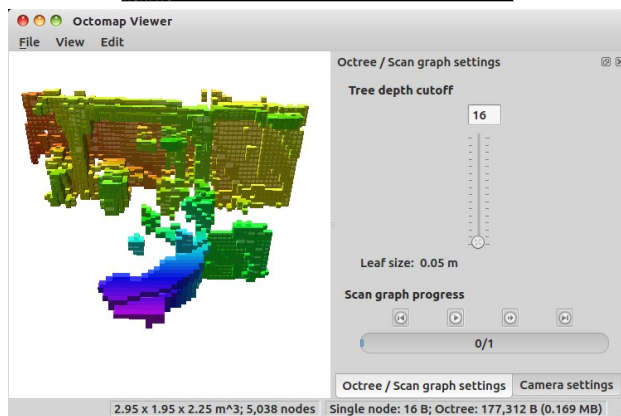 Octomap Viewer
File View Edit
Octree / Scan graph settings
Tree depth cutoff
16
Leaf size: 0.05 m
Scan graph progress
0/1
Octree / Scan graph settings Camera settings
2.95 x 1.95 x 2.25 m^3; 5,038 nodes Single node: 16 B; Octree: 177,312 B (0.169 MB)